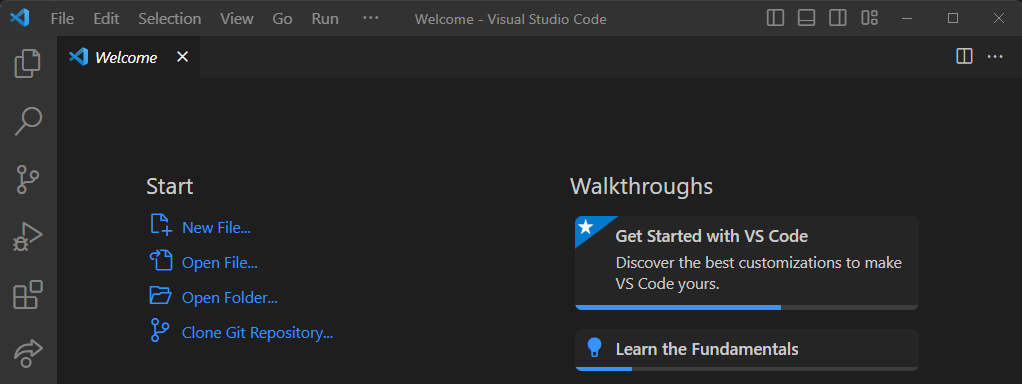 File Edit Selection View Go Run ··· Welcome - Visual Studio Code
Welcome
Start
New File...
Open File...
Open Folder...
Clone Git Repository...
Walkthroughs
Get Started with VS Code
Discover the best customizations to make
VS Code yours.
Learn the Fundamentals